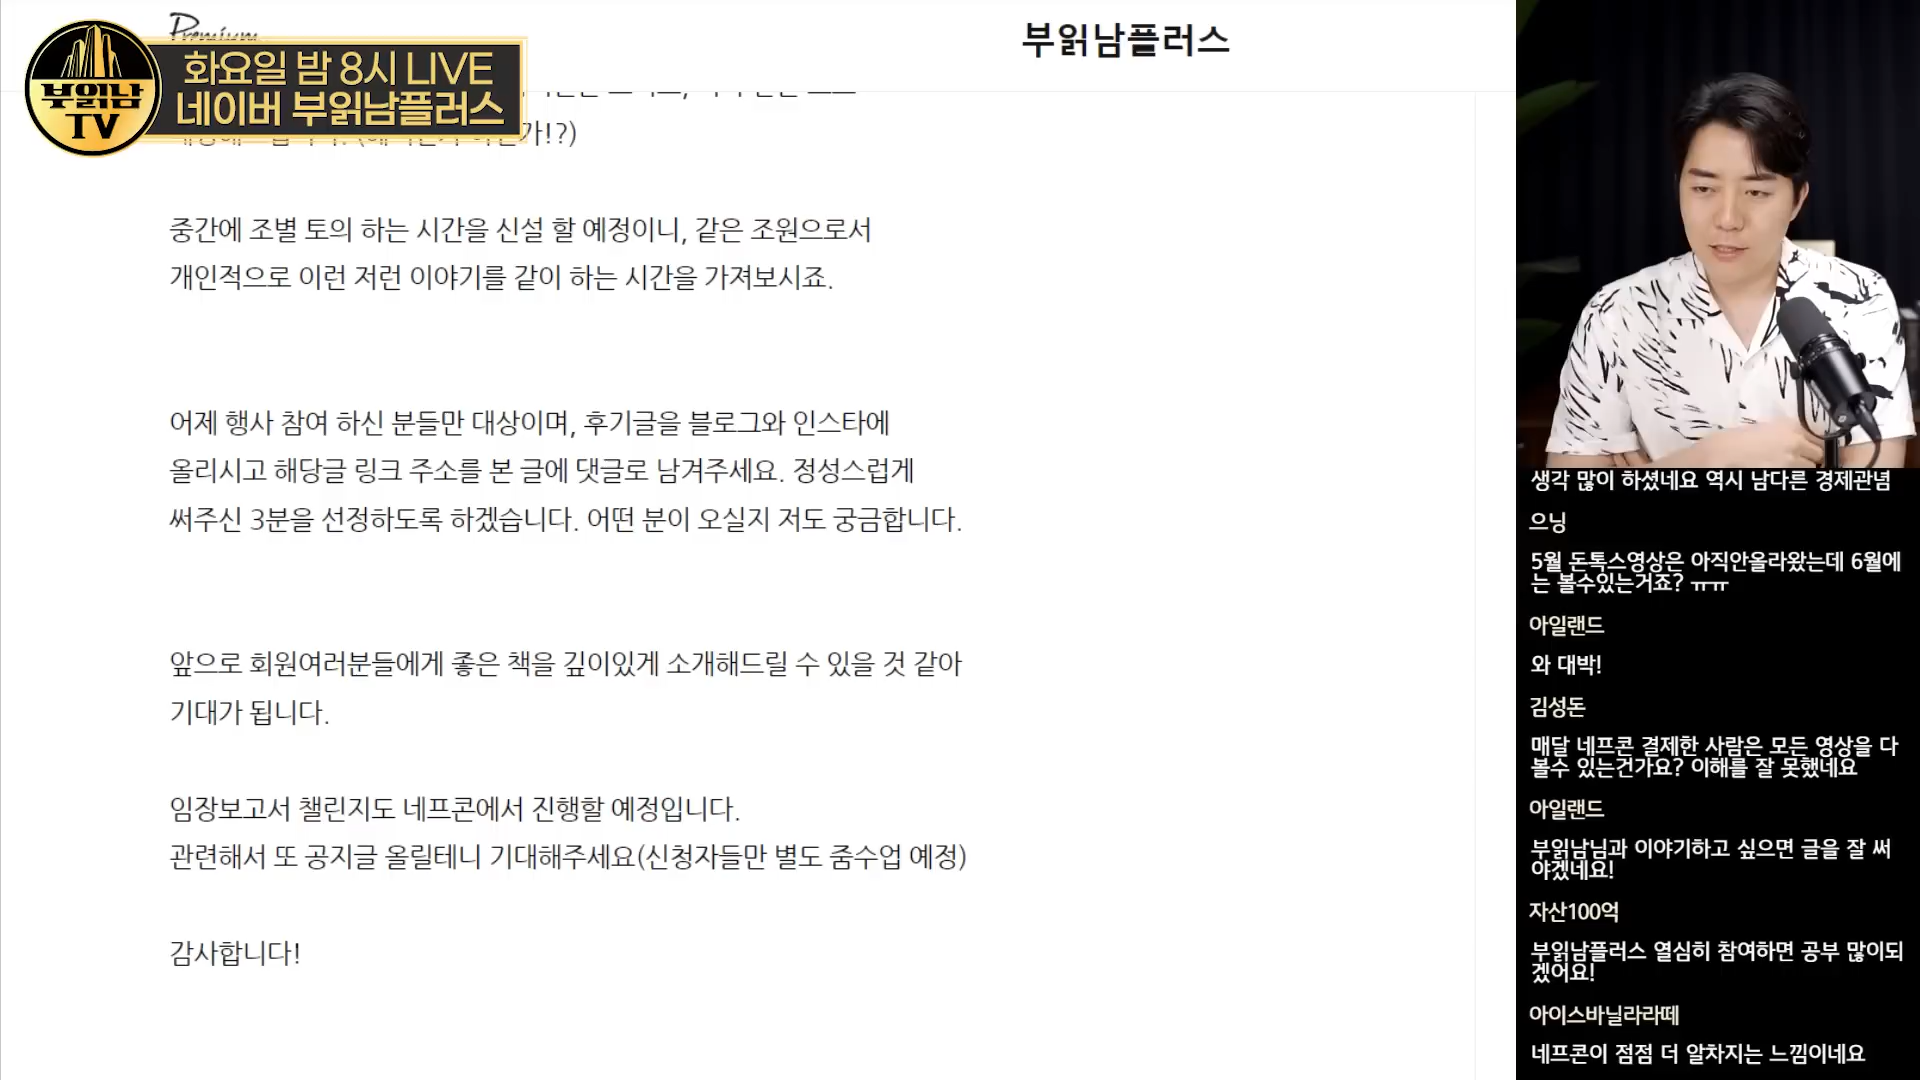 Premium
부읽남플러스
부읽남
TV
화요일 밤 8시 LIVE
네이버 부읽남플러스
가!?)
중간에 조별 토의 하는 시간을 신설 할 예정이니, 같은 조원으로서
개인적으로 이런 저런 이야기를 같이 하는 시간을 가져보시죠.
어제 행사 참여 하신 분들만 대상이며, 후기글을 블로그와 인스타에
올리시고 해당글 링크 주소를 본 글에 댓글로 남겨주세요. 정성스럽게
써주신 3분을 선정하도록 하겠습니다. 어떤 분이 오실지 저도 궁금합니다.
앞으로 회원여러분들에게 좋은 책을 깊이있게 소개해드릴 수 있을 것 같아
기대가 됩니다.
임장보고서 챌린지도 네프콘에서 진행할 예정입니다.
관련해서 또 공지글 올릴테니 기대해주세요(신청자들만 별도 줌수업 예정)
감사합니다!
생각 많이 하셨네요 역시 남다른 경제관념
으닝
5월 돈톡스영상은 아직안올라왔는데 6월에
는 볼수있는거죠? ㅠㅠ
아일랜드
와 대박!
김성돈
매달 네프콘 결제한 사람은 모든 영상을 다
볼수 있는건가요? 이해를 잘 못했네요
아일랜드
부읽남님과 이야기하고 싶으면 글을 잘 써
야겠네요!
자산100억
부읽남플러스 열심히 참여하면 공부 많이되
겠어요!
아이스바닐라라떼
네프콘이 점점 더 알차지는 느낌이네요